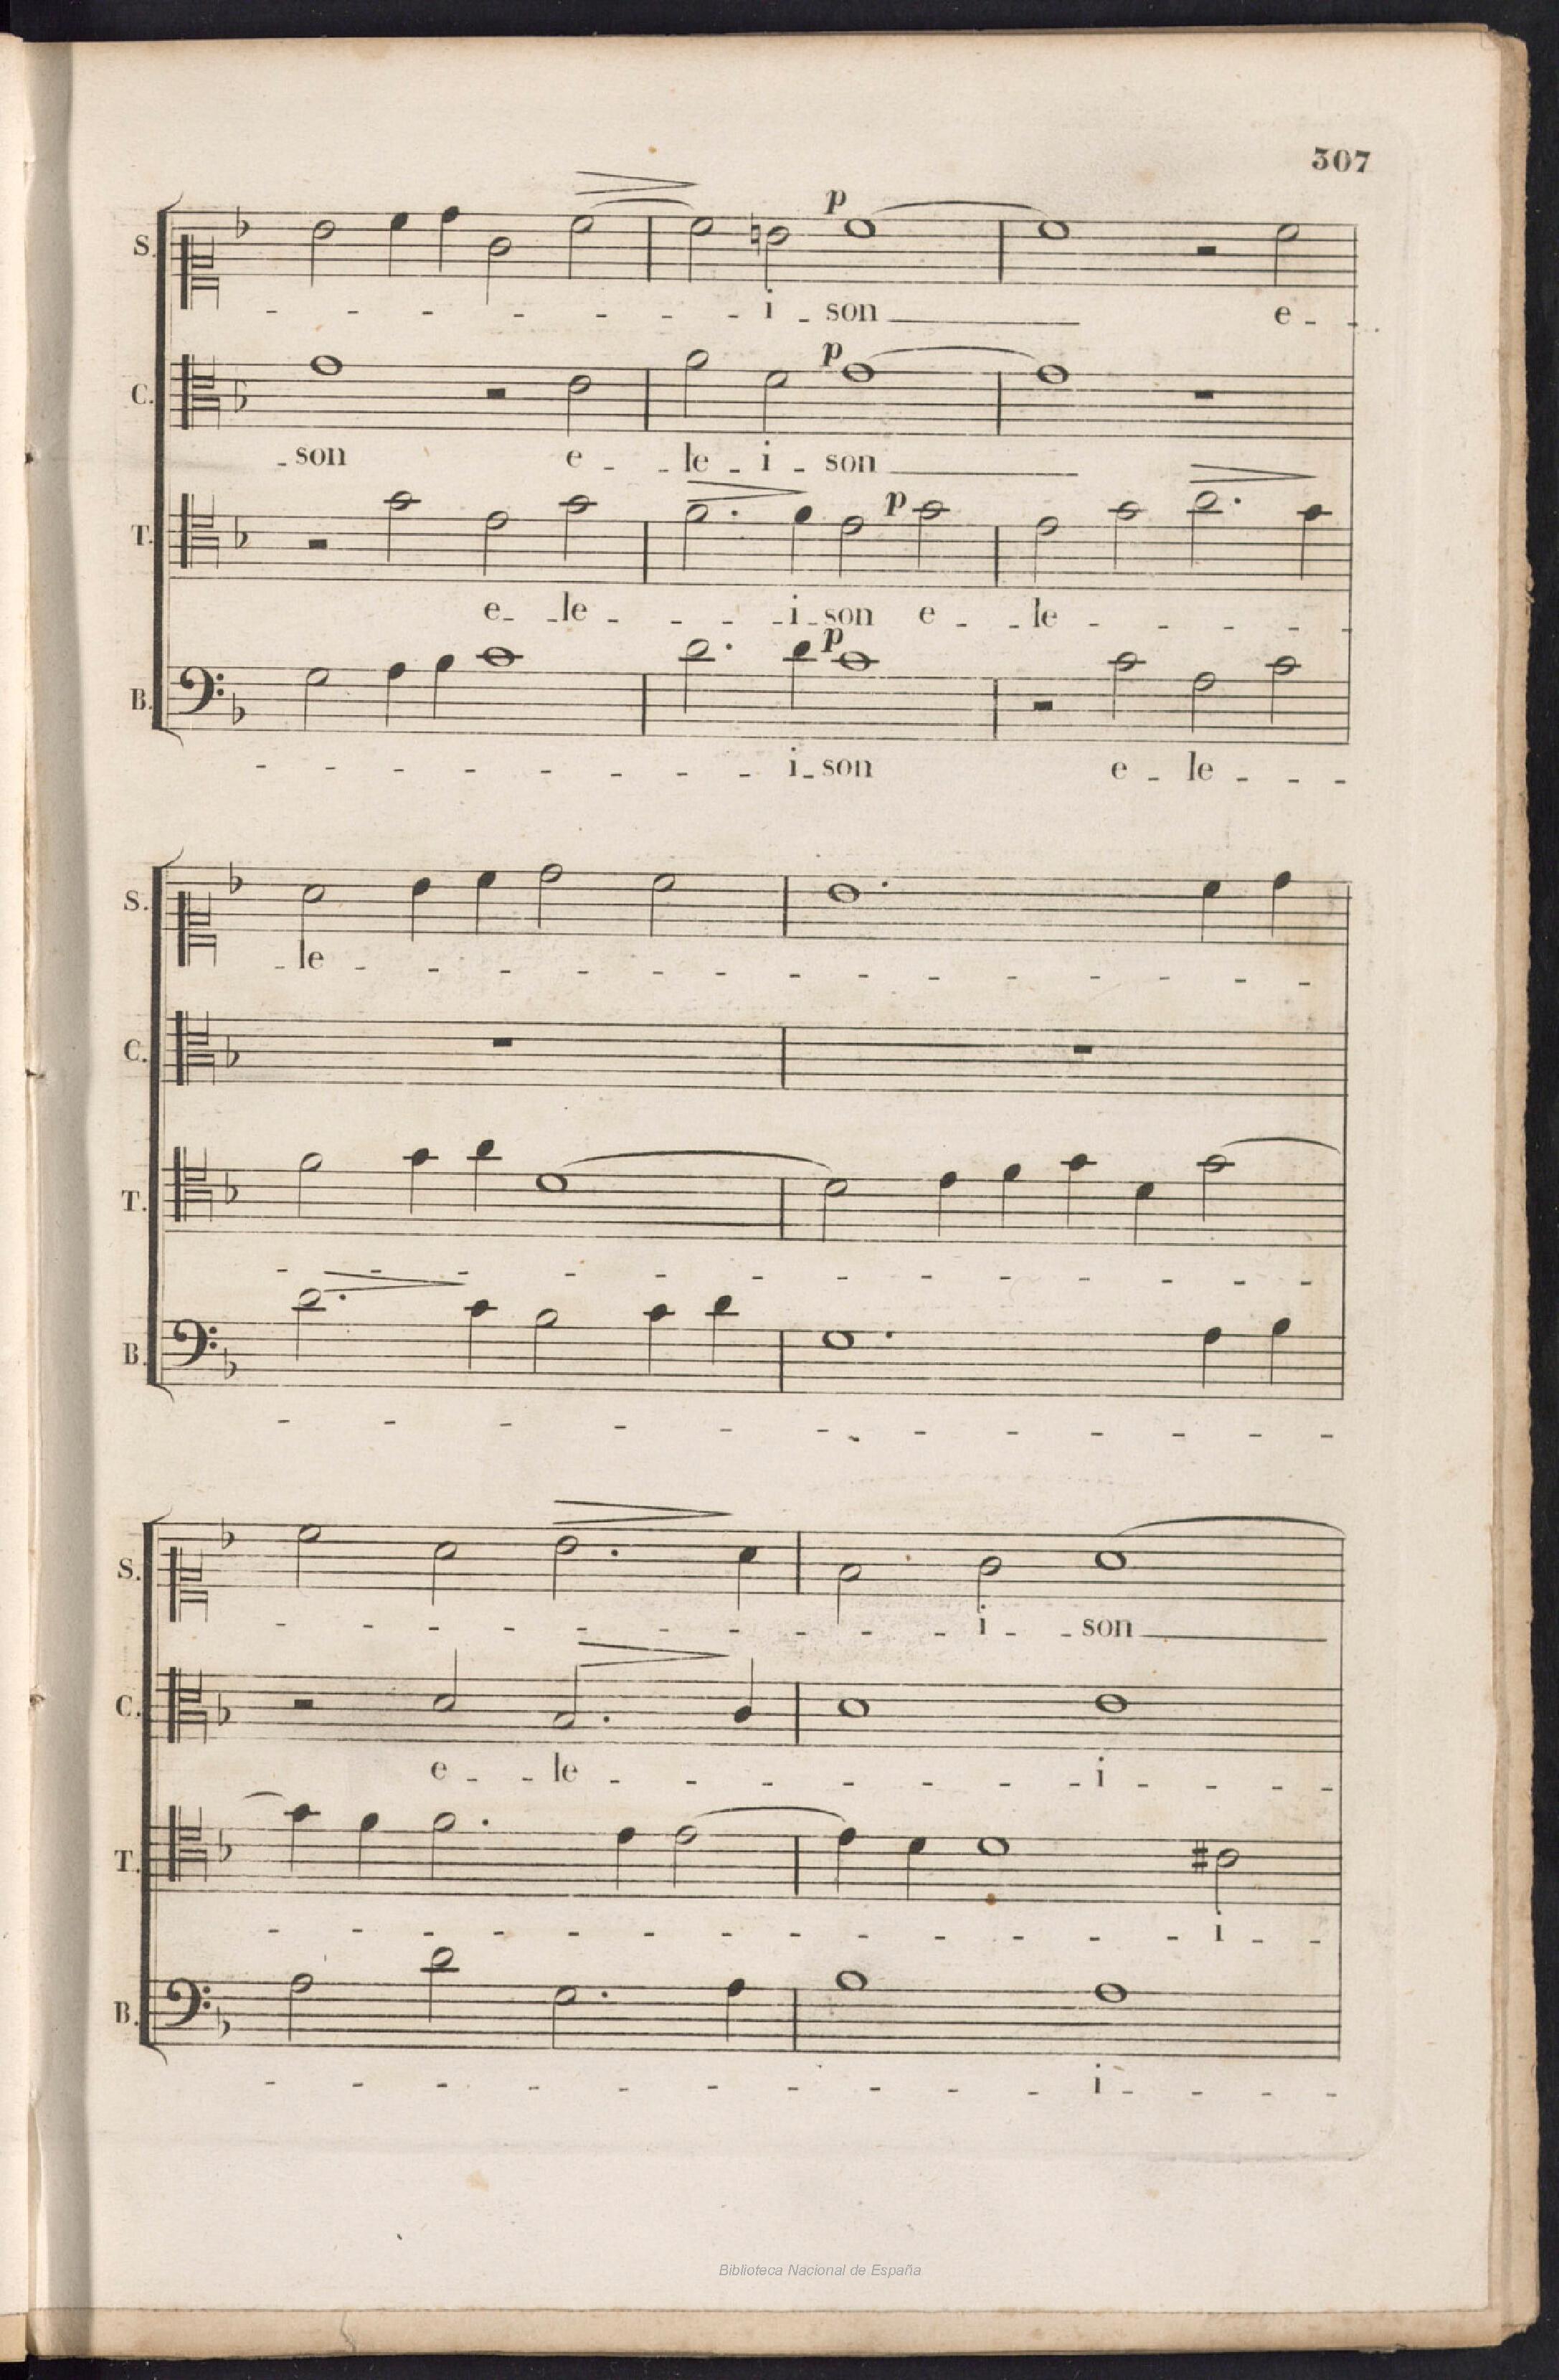 307
p
S.
i - son e -
p
C.
- son e - - le - i - son
p
T.
e - - le - - - - i - son e - - le - - - - -
p
B.
- - - - - - - - i - son e - le - - -
S.
- le - - - - - - - - - - - - -
C.
T.
- - - - - - - - - - - - -
B.
- - - - - - - - - - - -
S.
- - - - - - - - - - i - - son
C.
e - - le - - - - - - - i - - - -
T.
- - - - - - - - - - - - - i - -
B.
- - - - - - - - - - i - - - -
Biblioteca Nacional de España